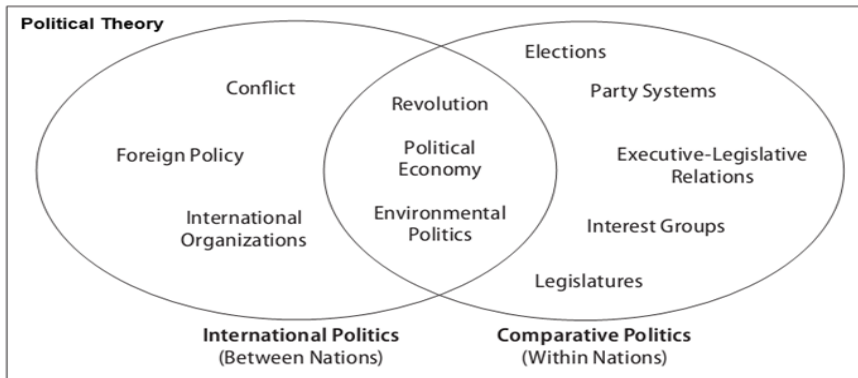 Political Theory
Elections
Conflict
Party Systems
Revolution
Foreign Policy
Political
Economy
Executive-Legislative
Relations
International
Organizations
Environmental
Politics
Interest Groups
Legislatures
International Politics
(Between Nations)
Comparative Politics
(Within Nations)